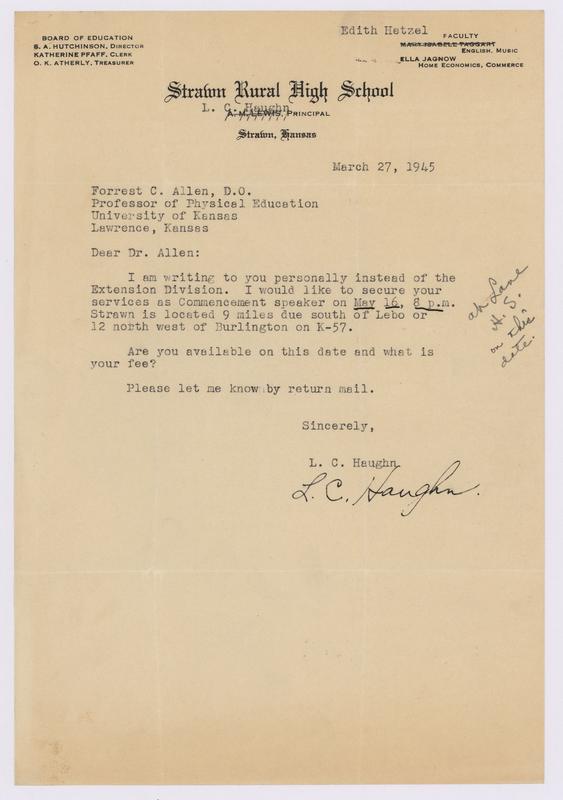 Edith Hetzel
BOARD OF EDUCATION
S. A. HUTCHINSON, DIRECTOR
KATHERINE PFAFF, CLERK
O. K. ATHERLY, TREASURER
FACULTY
MARY ISABELL TAGGART
ENGLISH, MUSIC
ELLA JAGNOW
HOME ECONOMICS, COMMERCE
Strawn Rural High School
L. C. Haughn
A. M. LEWIS, PRINCIPAL
Strawn, Kansas
March 27, 1945
Forrest C. Allen, D.O.
Professor of Physical Education
University of Kansas
Lawrence, Kansas
Dear Dr. Allen:
I am writing to you personally instead of the
Extension Division. I would like to secure your
services as Commencement speaker on May 16, 8 p.m.
Strawn is located 9 miles due south of Lebo or
12 north west of Burlington on K-57.
at Lane
H. S.
on this
date.
Are you available on this date and what is
your fee?
Please let me know by return mail.
Sincerely,
L. C. Haughn
L. C. Haughn.